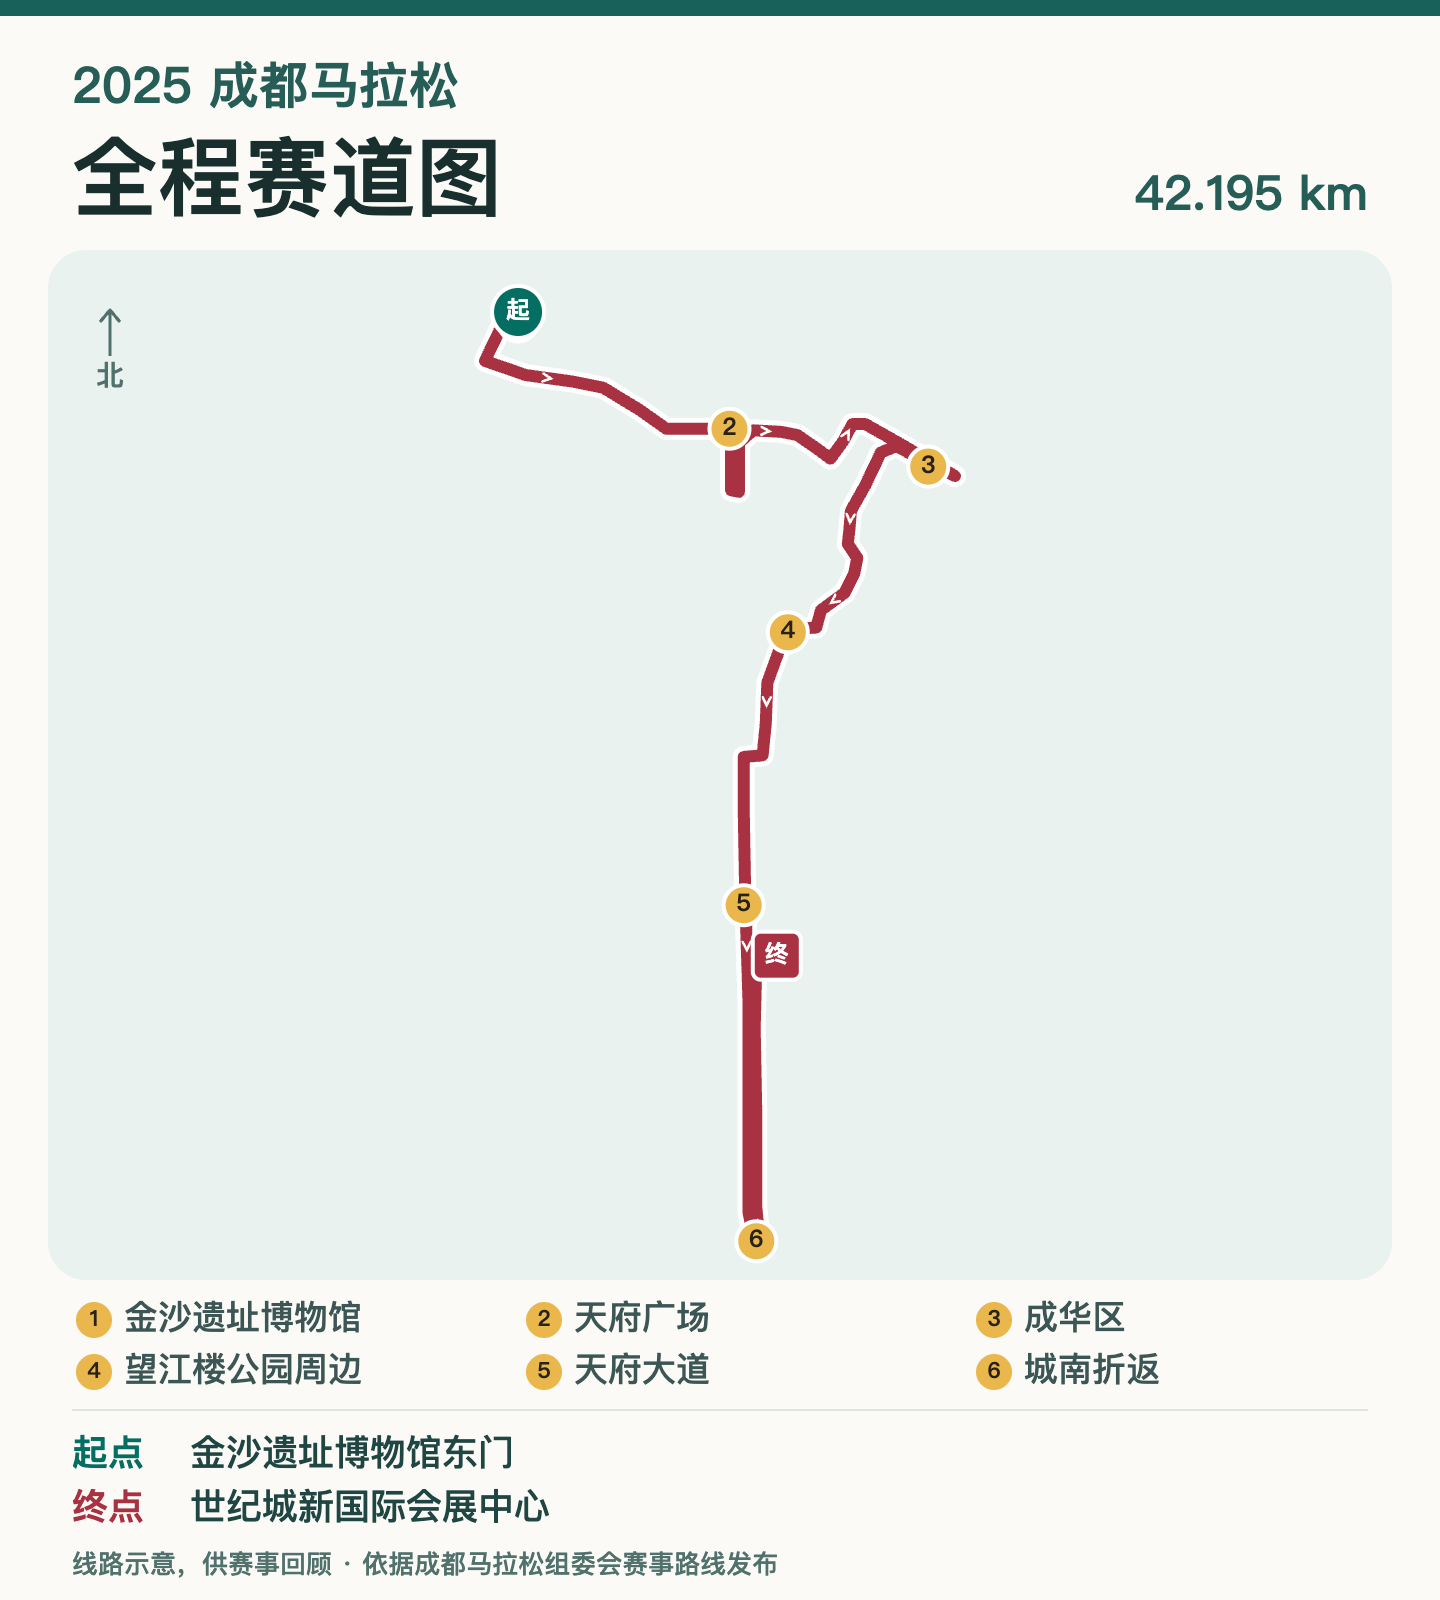 2025 成都马拉松
全程赛道图
42.195 km
起
北
2
3
4
5
终
6
1 金沙遗址博物馆
2 天府广场
3 成华区
4 望江楼公园周边
5 天府大道
6 城南折返
起点 金沙遗址博物馆东门
终点 世纪城新国际会展中心
线路示意，供赛事回顾 · 依据成都马拉松组委会赛事路线发布